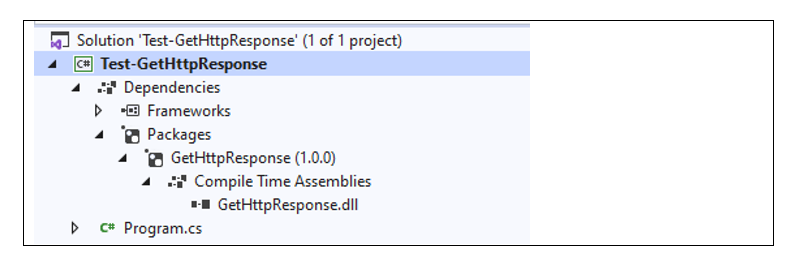 Solution 'Test-GetHttpResponse' (1 of 1 project)
C# Test-GetHttpResponse
Dependencies
Frameworks
Packages
GetHttpResponse (1.0.0)
Compile Time Assemblies
GetHttpResponse.dll
C# Program.cs